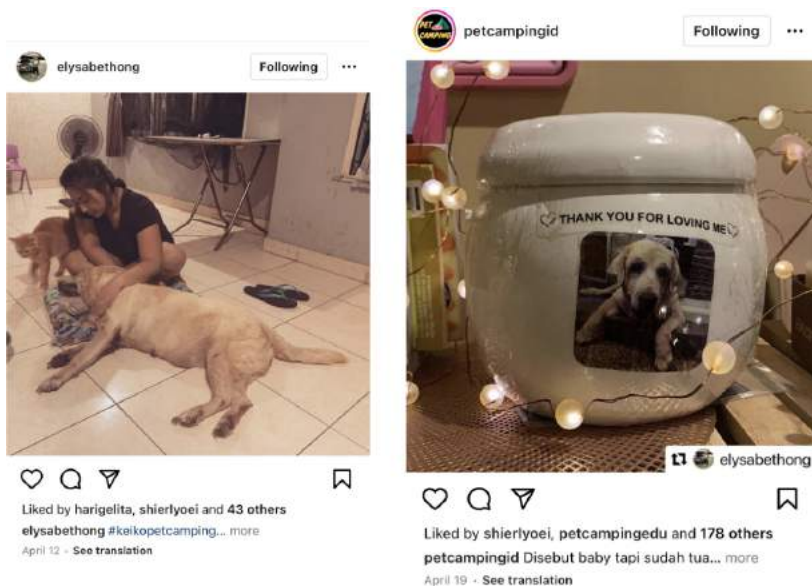 elysabethong
Following
Liked by harigelita, shierlyoei and 43 others
elysabethong #keikopetcamping... more
April 12 · See translation
PET
CAMPING
petcampingid
Following
THANK YOU FOR LOVING ME
elysabethong
Liked by shierlyoei, petcampingedu and 178 others
petcampingid Disebut baby tapi sudah tua... more
April 19 · See translation